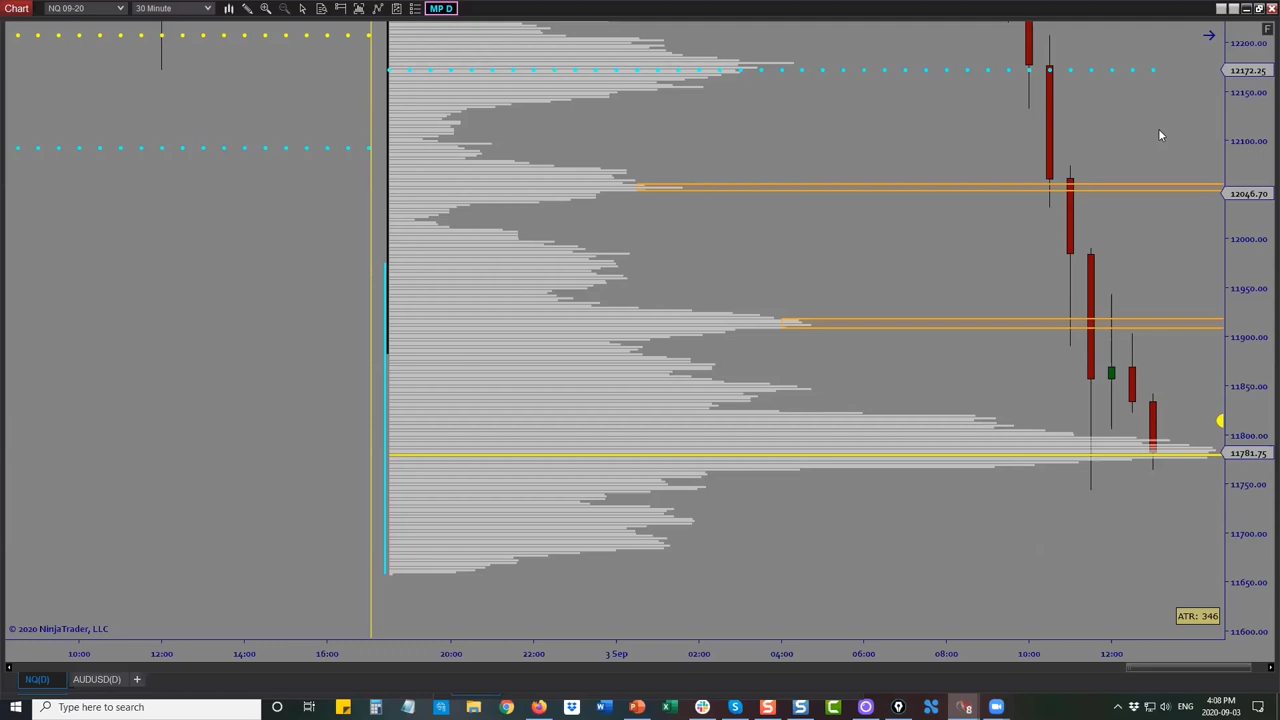 Chart NQ 09-20 30 Minute MP D
F
12200.00
12172.25
12150.00
12100.00
12046.70
12000.00
11950.00
11900.00
11850.00
11800.00
11781.75
11750.00
11700.00
11650.00
ATR: 346
© 2020 NinjaTrader, LLC
11600.00
10:00 12:00 14:00 16:00 20:00 22:00 3 Sep 02:00 04:00 06:00 08:00 10:00 12:00
NQ(D) AUDUSD(D) +
Type here to search
ENG
4:08 PM
2020-09-03